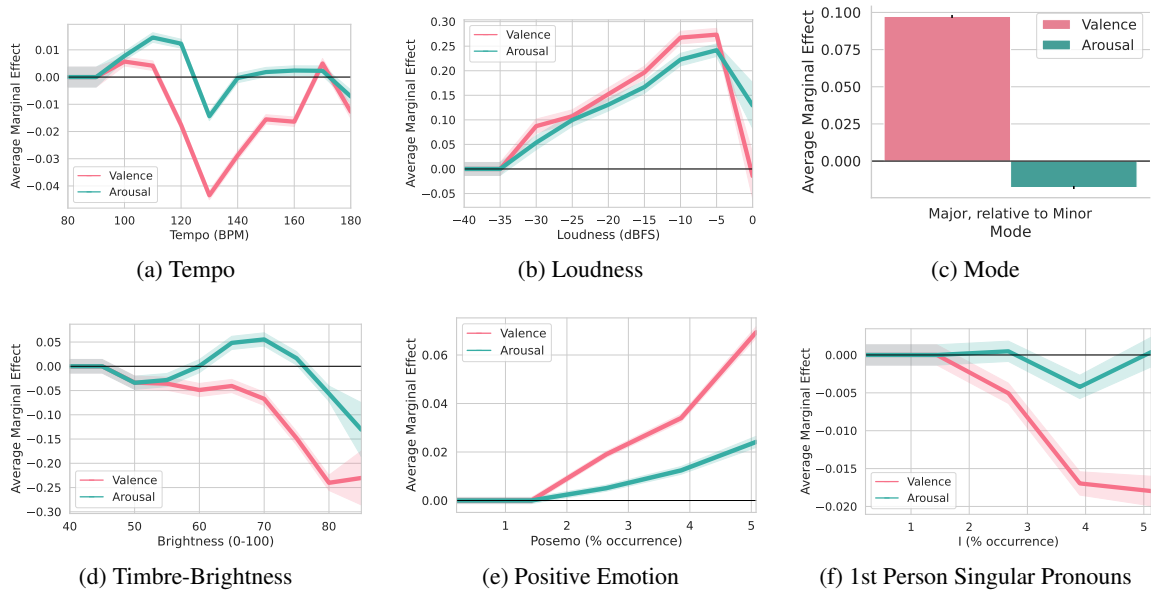 Average Marginal Effect
0.01
0.00
−0.01
−0.02
−0.03
−0.04
Valence
Arousal
80 100 120 140 160 180
Tempo (BPM)
(a) Tempo
Average Marginal Effect
0.30
0.25
0.20
0.15
0.10
0.05
0.00
−0.05
Valence
Arousal
−40 −35 −30 −25 −20 −15 −10 −5 0
Loudness (dBFS)
(b) Loudness
Average Marginal Effect
0.100
0.075
0.050
0.025
0.000
Valence
Arousal
Major, relative to Minor
Mode
(c) Mode
Average Marginal Effect
0.05
0.00
−0.05
−0.10
−0.15
−0.20
−0.25
−0.30
Valence
Arousal
40 50 60 70 80
Brightness (0-100)
(d) Timbre-Brightness
Average Marginal Effect
0.06
0.04
0.02
0.00
Valence
Arousal
1 2 3 4 5
Posemo (% occurrence)
(e) Positive Emotion
Average Marginal Effect
0.000
−0.005
−0.010
−0.015
−0.020
Valence
Arousal
1 2 3 4 5
I (% occurrence)
(f) 1st Person Singular Pronouns